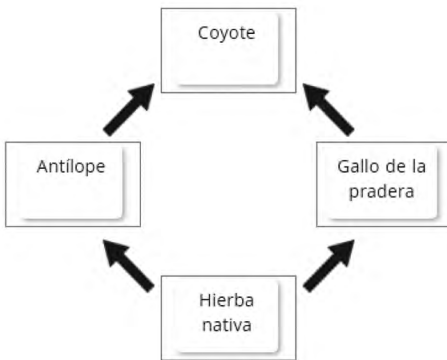 Coyote
Antílope
Gallo de la
pradera
Hierba
nativa